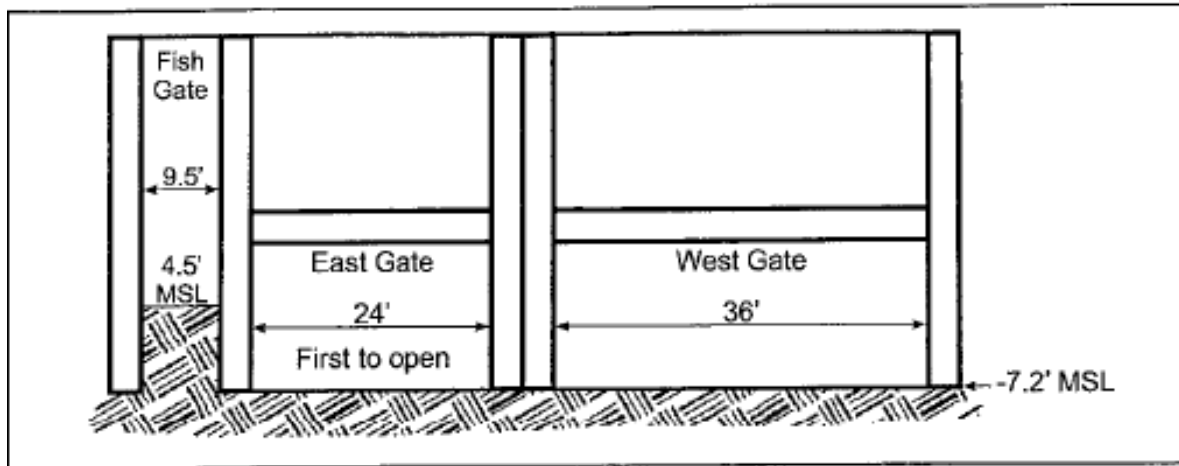 Fish
Gate
9.5'
4.5'
MSL
East Gate
24'
First to open
West Gate
36'
-7.2' MSL